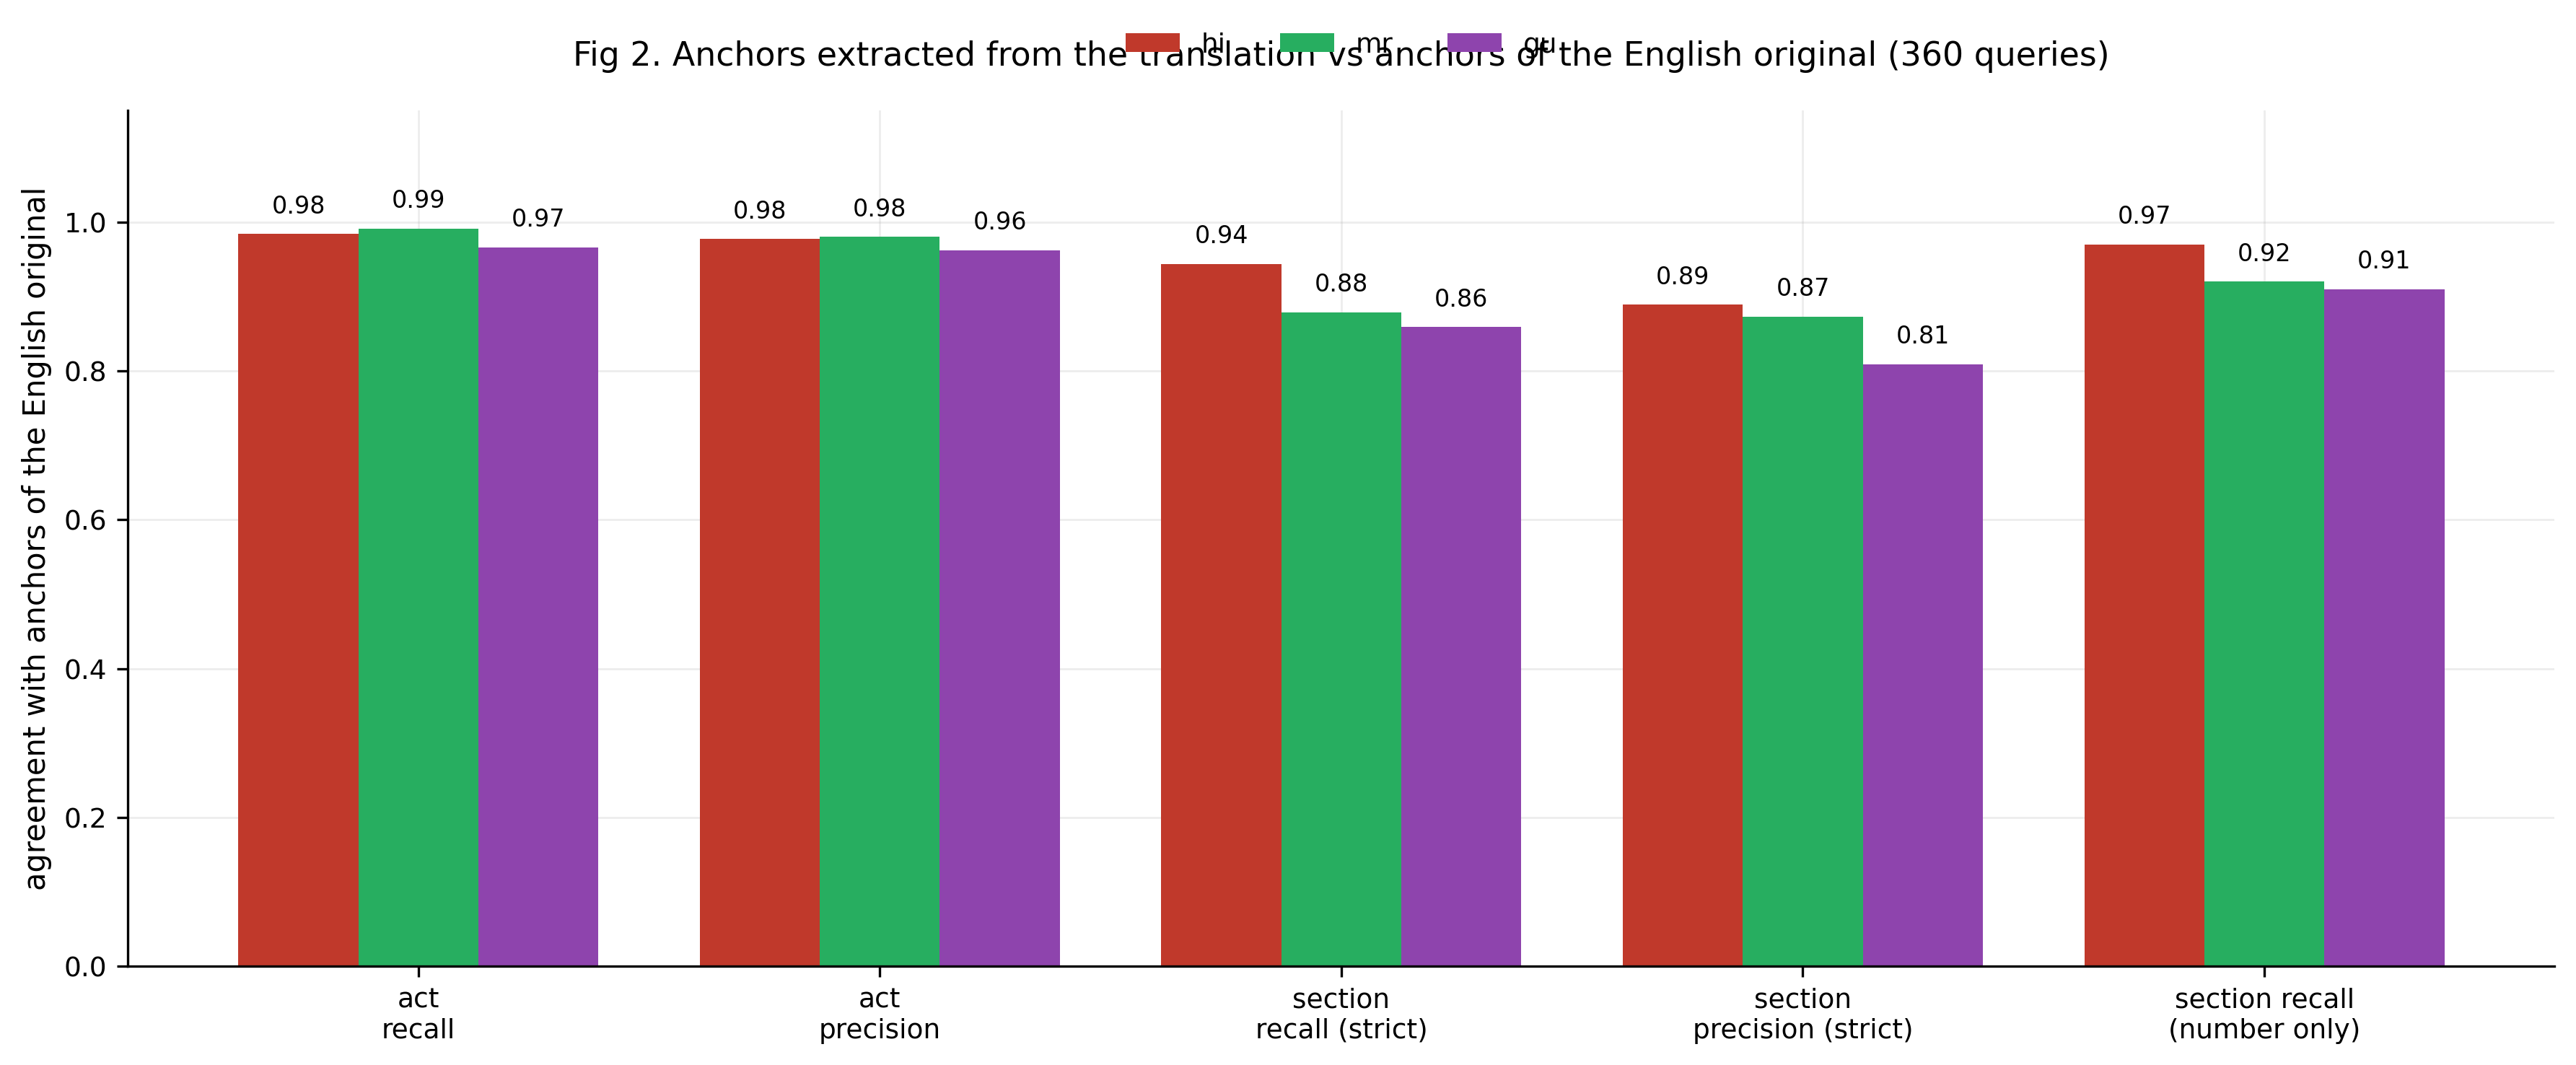 hi mr gu
Fig 2. Anchors extracted from the translation vs anchors of the English original (360 queries)
agreement with anchors of the English original
1.0
0.8
0.6
0.4
0.2
0.0
0.98 0.99 0.97
0.98 0.98 0.96
0.94 0.88 0.86
0.89 0.87 0.81
0.97 0.92 0.91
act
recall
act
precision
section
recall (strict)
section
precision (strict)
section recall
(number only)